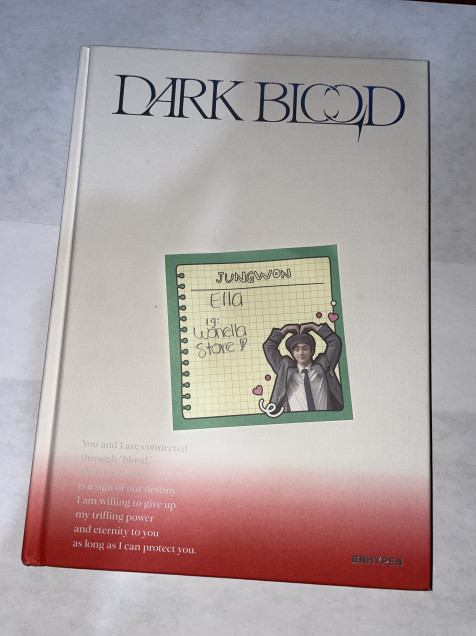 DARK BLOOD
JUNGWON
Ella
ig:
wonella
store
You and I are connected
through ‘blood.’
is a sign of our destiny.
I am willing to give up
my trifling power
and eternity to you
as long as I can protect you.
ENHYPEN